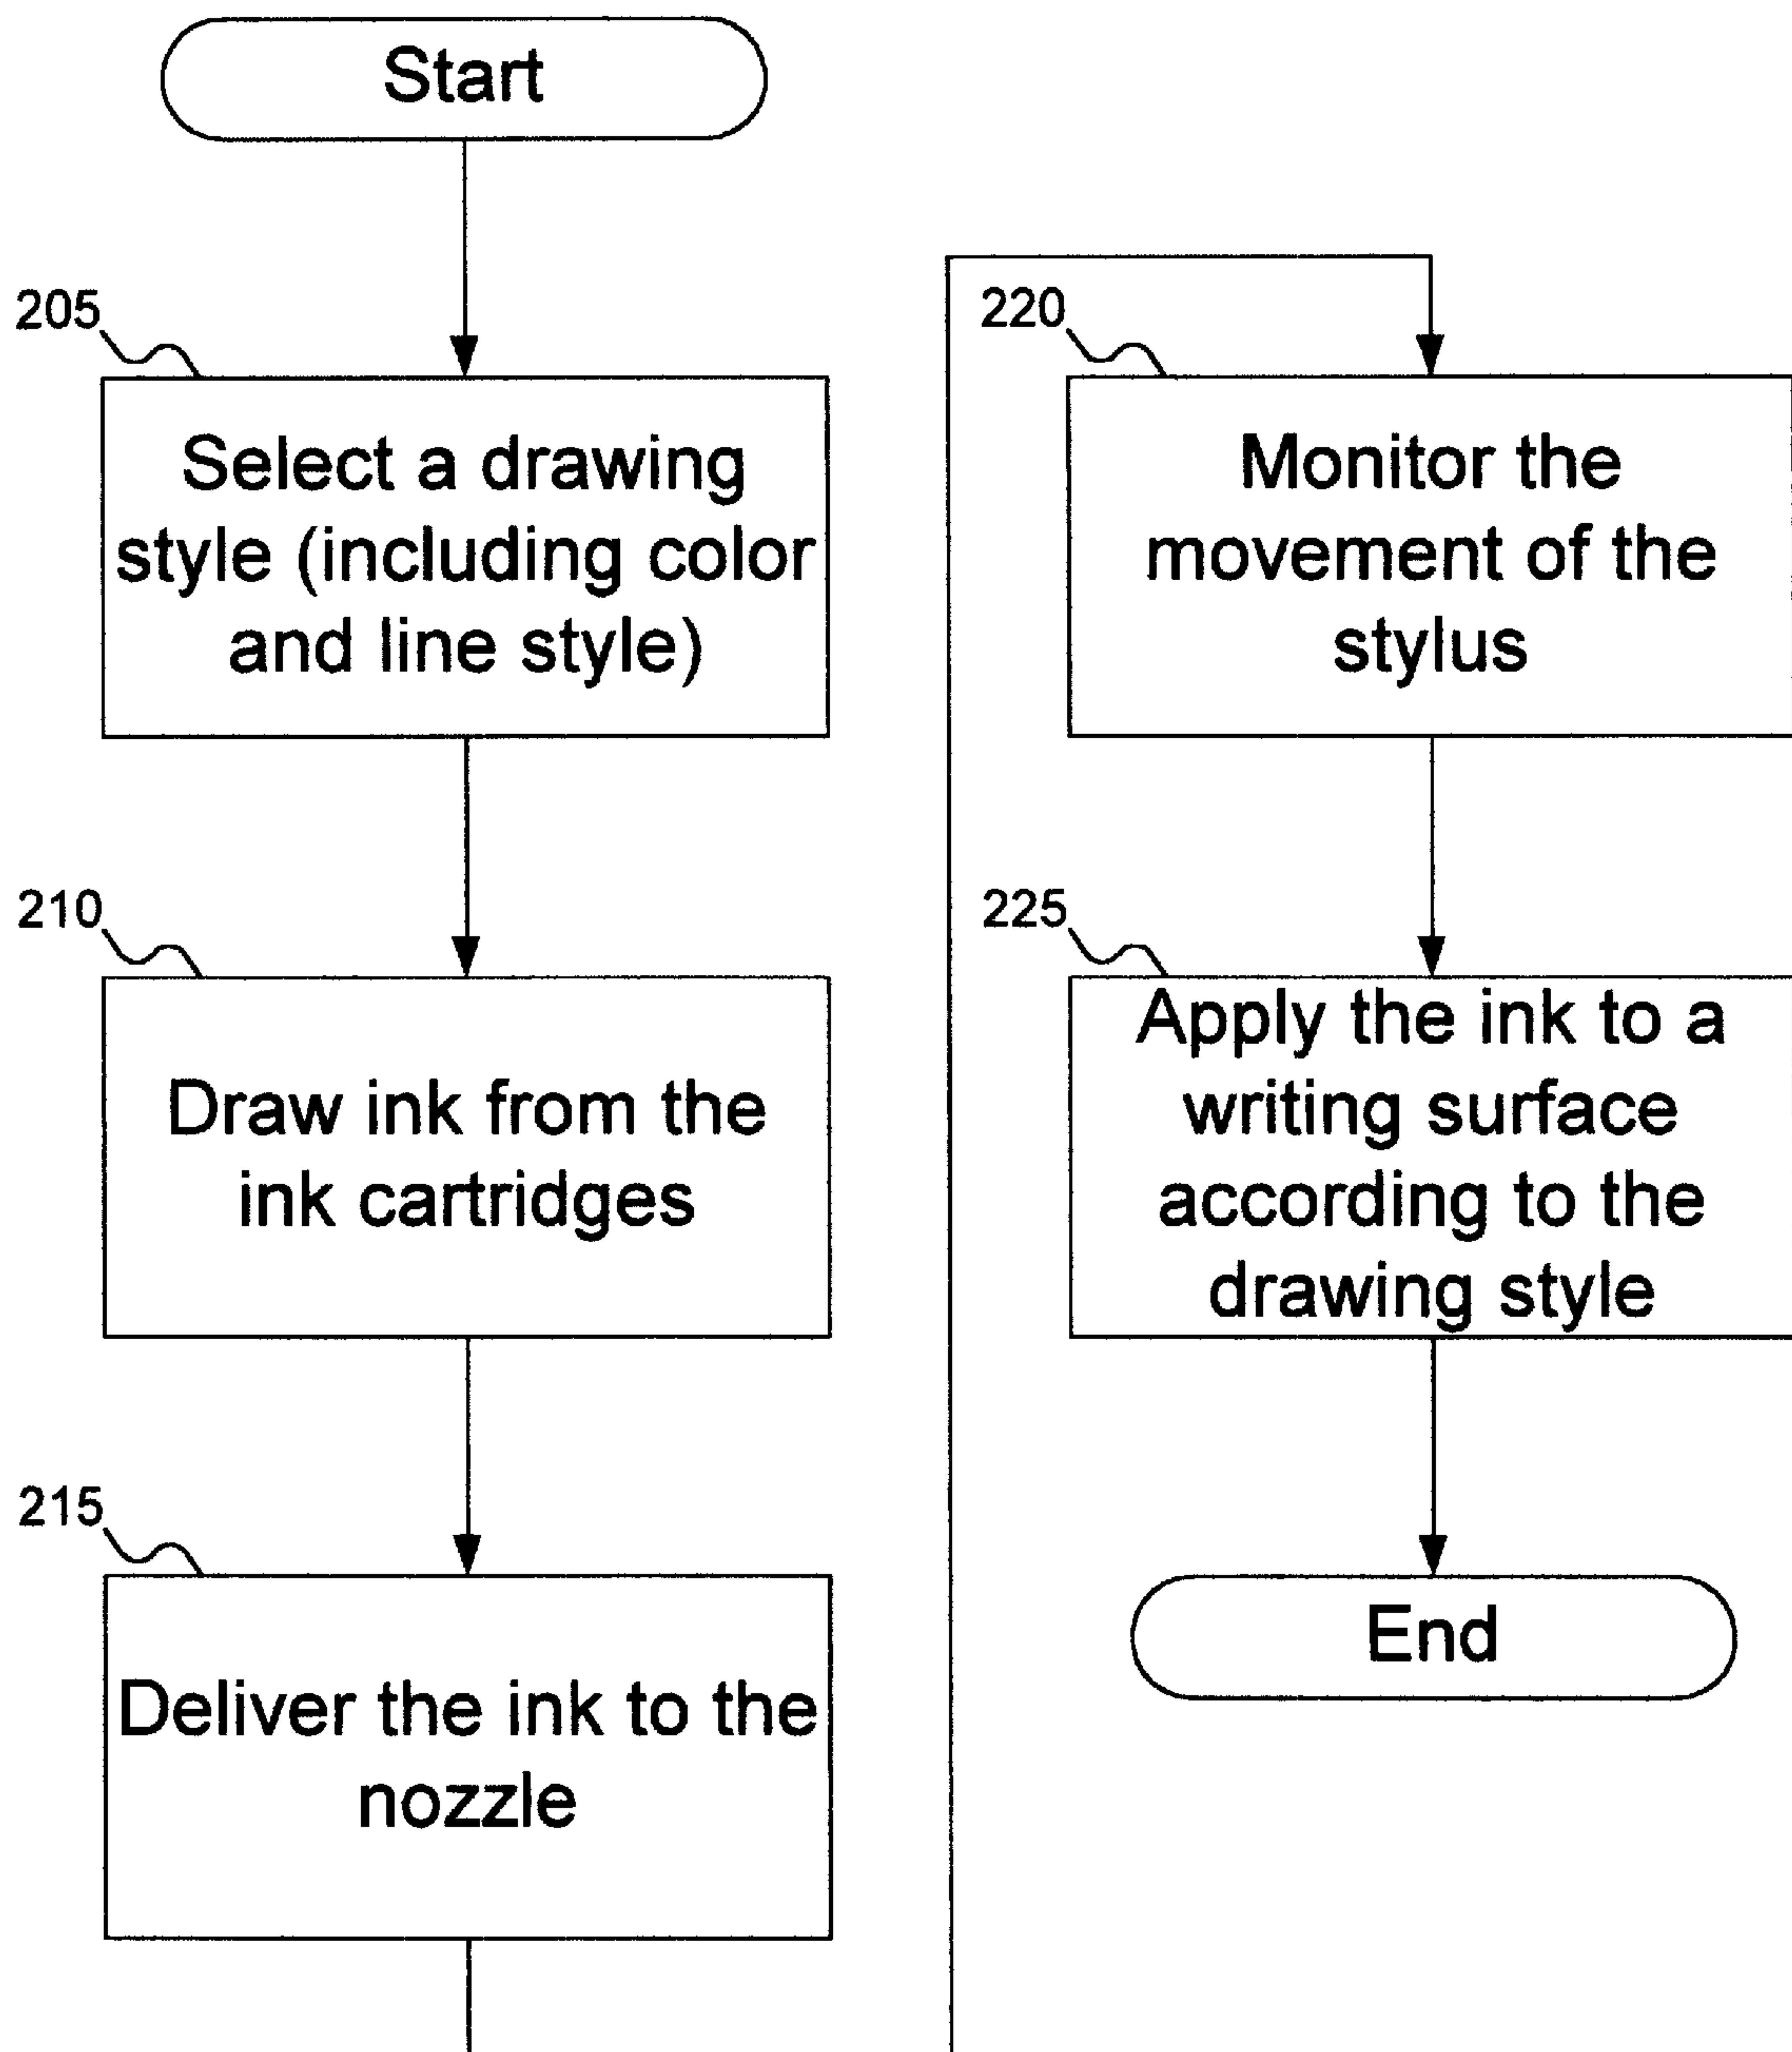 Start
205
Select a drawing
style (including color
and line style)
210
Draw ink from the
ink cartridges
215
Deliver the ink to the
nozzle
220
Monitor the
movement of the
stylus
225
Apply the ink to a
writing surface
according to the
drawing style
End